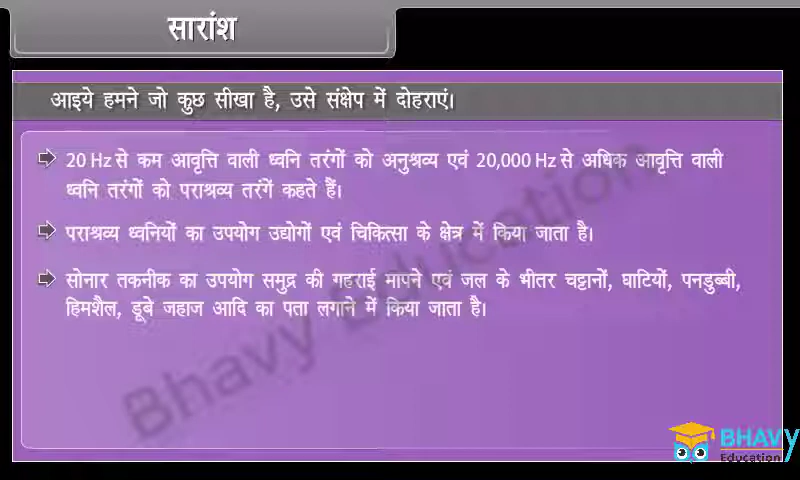 सारांश
आइये हमने जो कुछ सीखा है, उसे संक्षेप में दोहराएं।
20 Hz से कम आवृत्ति वाली ध्वनि तरंगों को अनुश्रव्य एवं 20,000 Hz से अधिक आवृत्ति वाली
ध्वनि तरंगों को पराश्रव्य तरंगें कहते हैं।
पराश्रव्य ध्वनियों का उपयोग उद्योगों एवं चिकित्सा के क्षेत्र में किया जाता है।
सोनार तकनीक का उपयोग समुद्र की गहराई मापने एवं जल के भीतर चट्टानों, घाटियों, पनडुब्बी,
हिमशैल, डूबे जहाज आदि का पता लगाने में किया जाता है।
Bhavy Education
BHAVY
Education